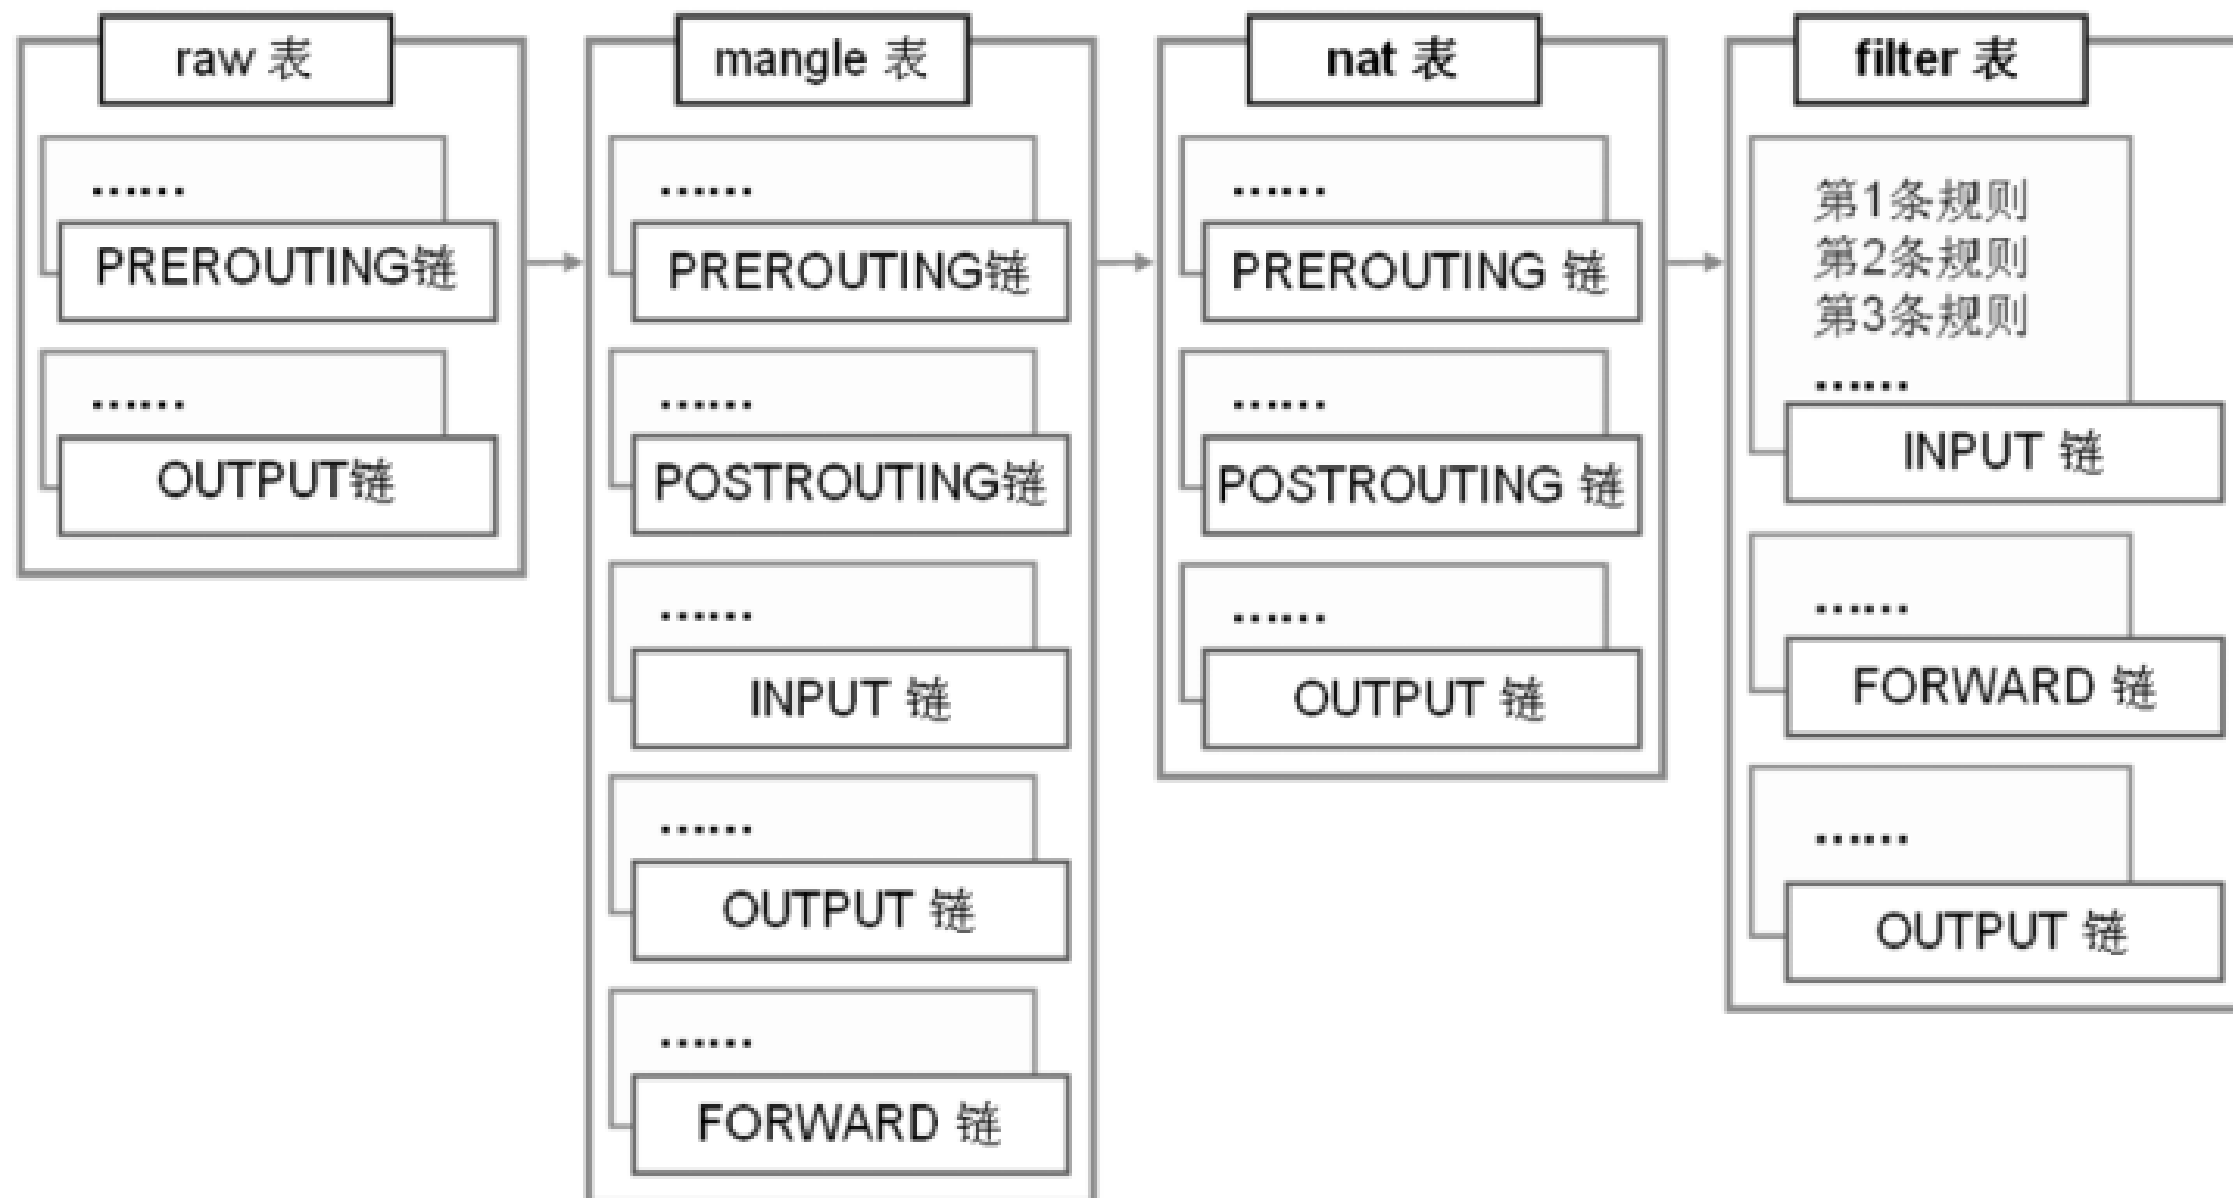 raw 表
......
PREROUTING链
......
OUTPUT链
mangle 表
......
PREROUTING链
......
POSTROUTING链
......
INPUT 链
......
OUTPUT 链
......
FORWARD 链
nat 表
......
PREROUTING 链
......
POSTROUTING 链
......
OUTPUT 链
filter 表
第1条规则
第2条规则
第3条规则
......
INPUT 链
......
FORWARD 链
......
OUTPUT 链